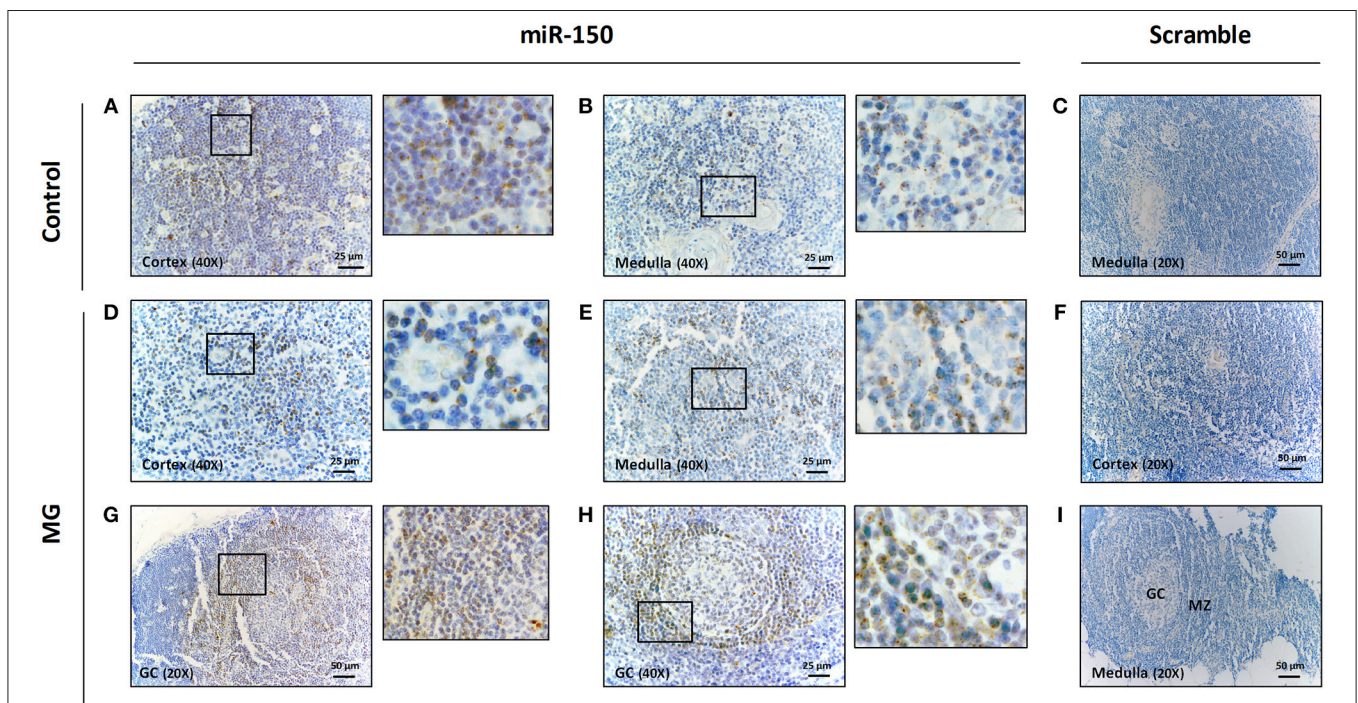 miR-150 Scramble
Control
A B C
Cortex (40X) 25 µm Medulla (40X) 25 µm Medulla (20X) 50 µm
MG
D E F
Cortex (40X) 25 µm Medulla (40X) 25 µm Cortex (20X) 50 µm
G H I
GC MZ
GC (20X) 50 µm GC (40X) 25 µm Medulla (20X) 50 µm